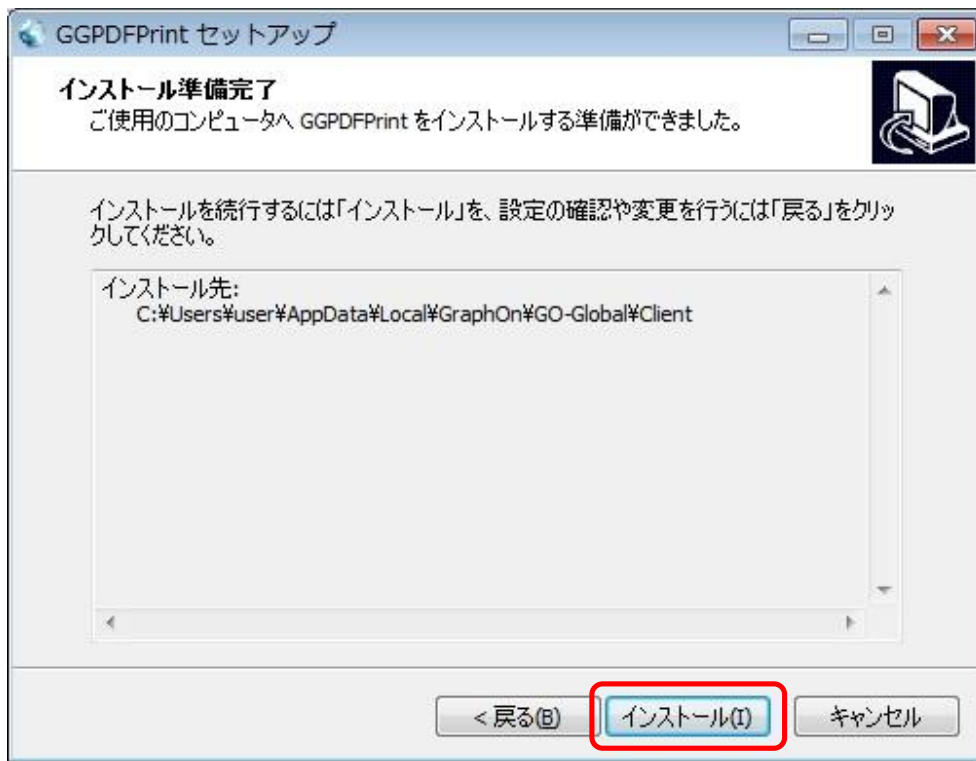 GGPDFPrint セットアップ
インストール準備完了
ご使用のコンピュータへ GGPDFPrint をインストールする準備ができました。
インストールを続行するには「インストール」を、設定の確認や変更を行うには「戻る」をクリッ
クしてください。
インストール先:
C:¥Users¥user¥AppData¥Local¥GraphOn¥GO-Global¥Client
< 戻る(B)
インストール(I)
キャンセル